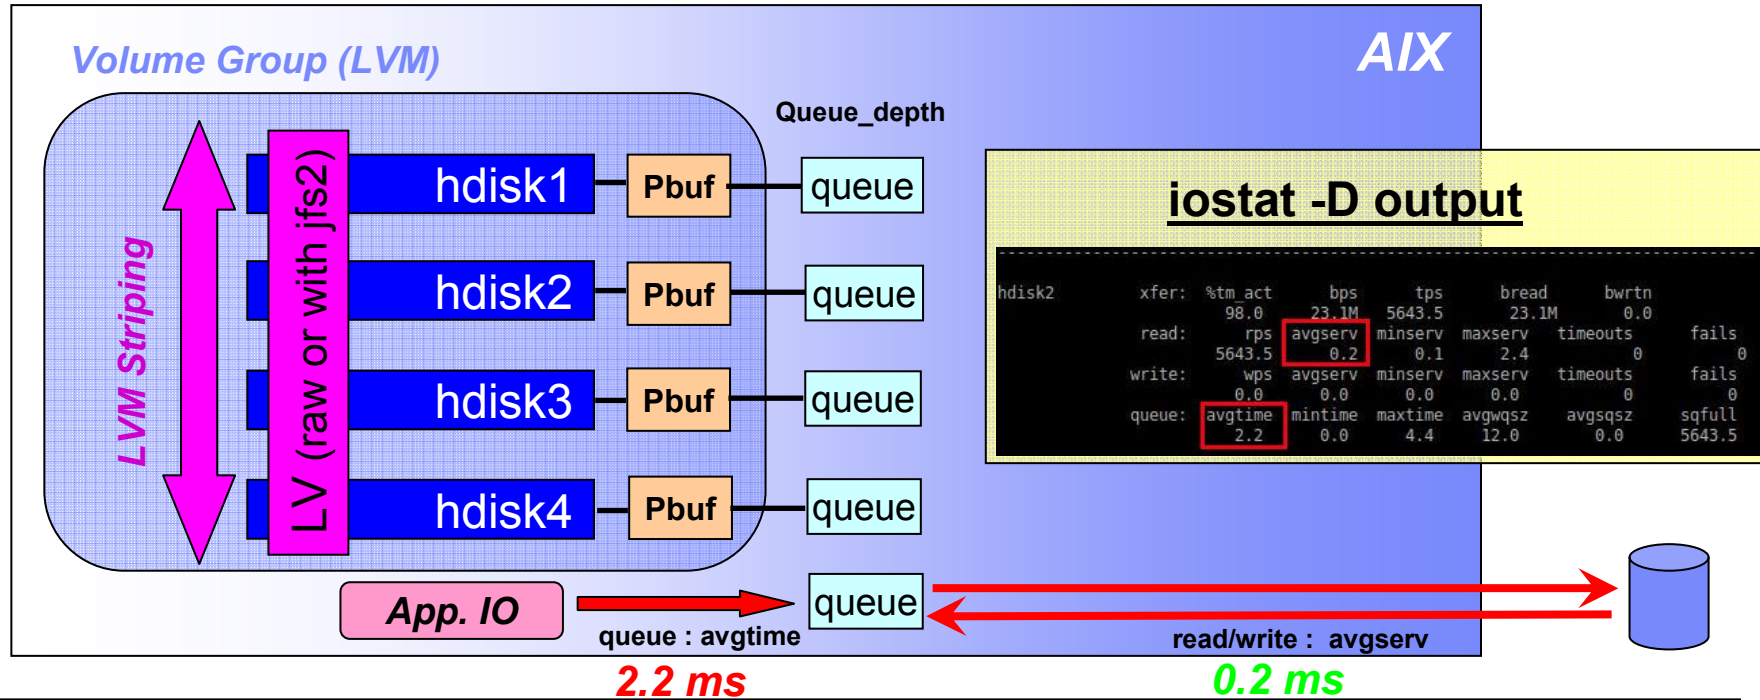 Volume Group (LVM)
AIX
Queue_depth
LVM Striping
LV (raw or with jfs2)
hdisk1 Pbuf queue
hdisk2 Pbuf queue
hdisk3 Pbuf queue
hdisk4 Pbuf queue
iostat -D output
hdisk2 xfer: %tm_act bps tps bread bwrtn
98.0 23.1M 5643.5 23.1M 0.0
read: rps avgserv minserv maxserv timeouts fails
5643.5 0.2 0.1 2.4 0 0
write: wps avgserv minserv maxserv timeouts fails
0.0 0.0 0.0 0.0 0 0
queue: avgtime mintime maxtime avgwqsz avgsqsz sqfull
2.2 0.0 4.4 12.0 0.0 5643.5
App. IO queue
queue : avgtime read/write : avgserv
2.2 ms 0.2 ms